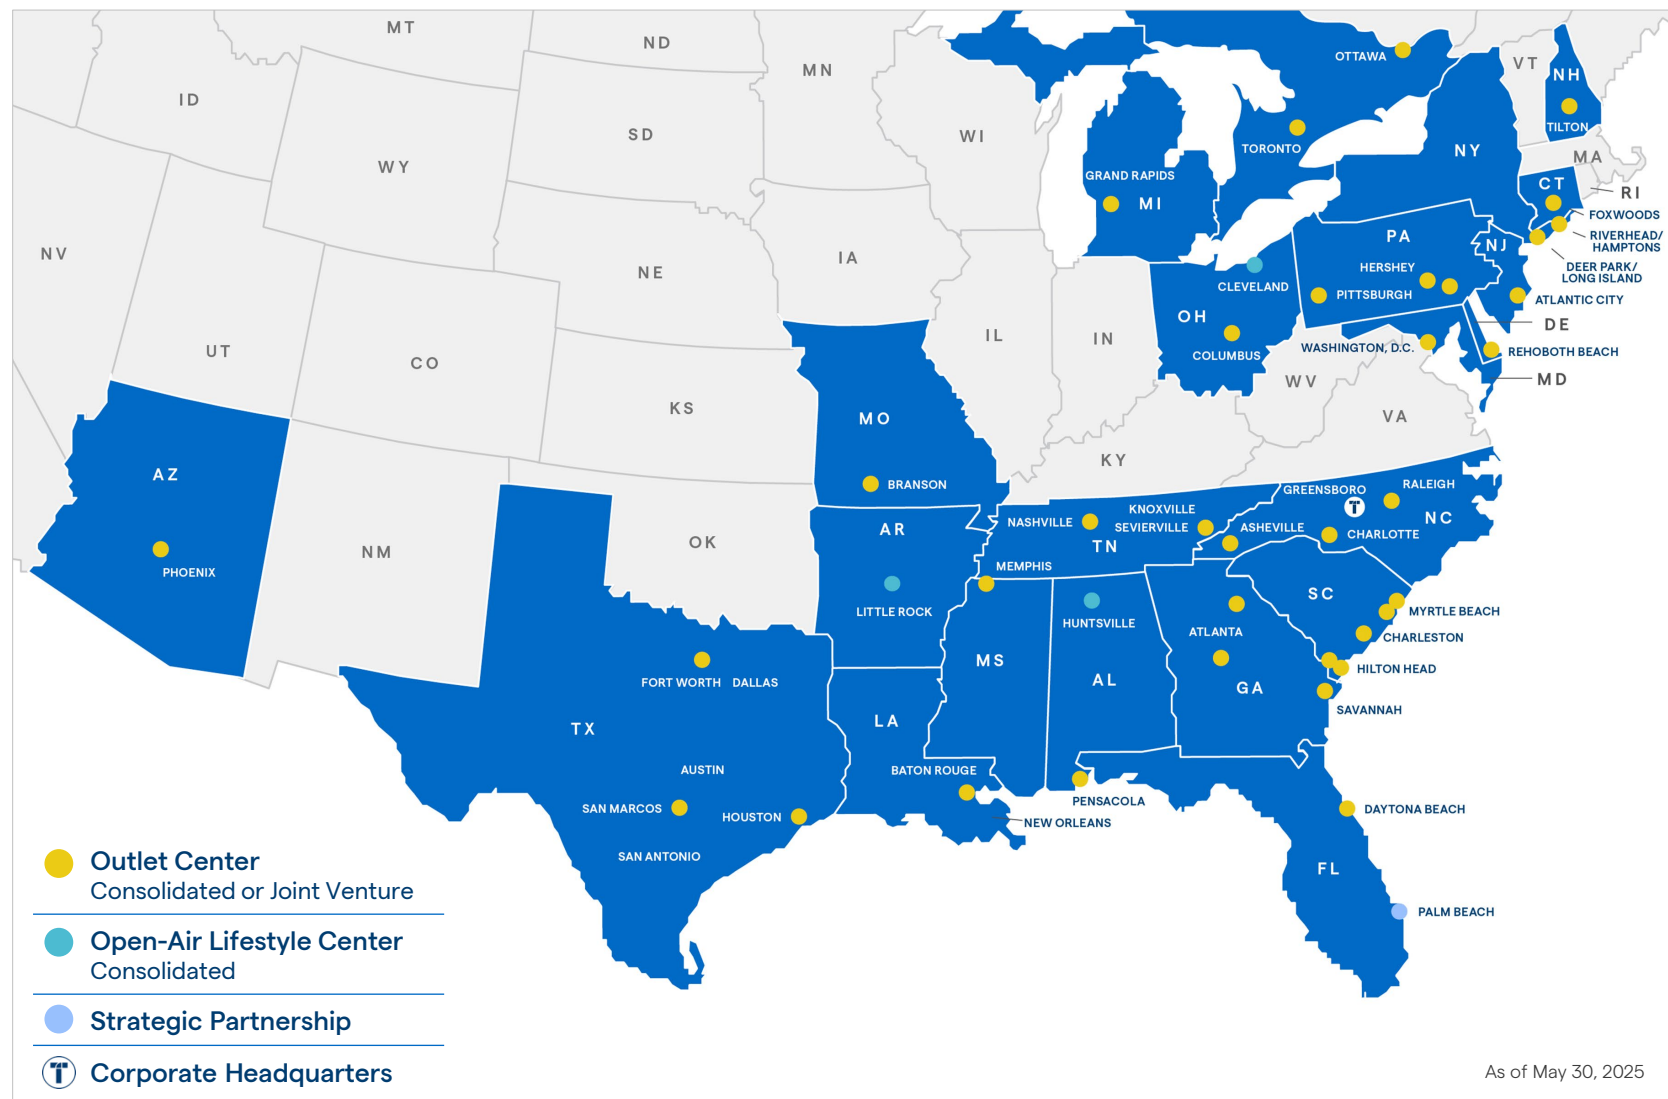 MT
ND
MN
OTTAWA
VT
NH
ID
SD
WI
TORONTO
TILTON
WY
NY
MA
GRAND RAPIDS
MI
CT
RI
FOXWOODS
RIVERHEAD/
HAMPTONS
NV
NE
IA
PA
NJ
HERSHEY
DEER PARK/
LONG ISLAND
CLEVELAND
PITTSBURGH
ATLANTIC CITY
UT
CO
IL
IN
OH
COLUMBUS
WASHINGTON, D.C.
DE
REHOBOTH BEACH
MD
WV
VA
KS
MO
KY
AZ
BRANSON
GREENSBORO
RALEIGH
NC
PHOENIX
NM
OK
AR
NASHVILLE
KNOXVILLE
SEVIERVILLE
TN
ASHEVILLE
CHARLOTTE
MEMPHIS
LITTLE ROCK
HUNTSVILLE
SC
MYRTLE BEACH
ATLANTA
CHARLESTON
FORT WORTH
DALLAS
MS
AL
GA
HILTON HEAD
SAVANNAH
TX
LA
AUSTIN
BATON ROUGE
SAN MARCOS
HOUSTON
PENSACOLA
NEW ORLEANS
DAYTONA BEACH
SAN ANTONIO
FL
PALM BEACH
Outlet Center
Consolidated or Joint Venture
Open-Air Lifestyle Center
Consolidated
Strategic Partnership
T Corporate Headquarters
As of May 30, 2025